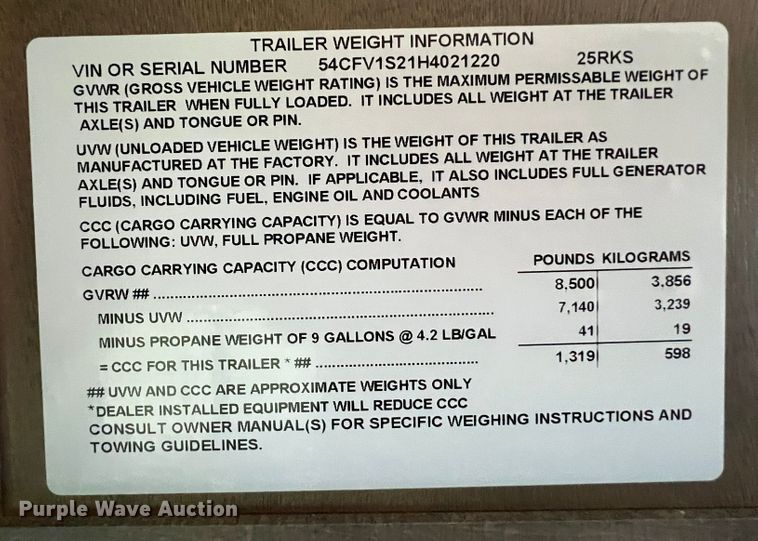 TRAILER WEIGHT INFORMATION
VIN OR SERIAL NUMBER 54CFV1S21H4021220 25RKS
GVWR (GROSS VEHICLE WEIGHT RATING) IS THE MAXIMUM PERMISSABLE WEIGHT OF
THIS TRAILER WHEN FULLY LOADED. IT INCLUDES ALL WEIGHT AT THE TRAILER
AXLE(S) AND TONGUE OR PIN.
UVW (UNLOADED VEHICLE WEIGHT) IS THE WEIGHT OF THIS TRAILER AS
MANUFACTURED AT THE FACTORY. IT INCLUDES ALL WEIGHT AT THE TRAILER
AXLE(S) AND TONGUE OR PIN. IF APPLICABLE, IT ALSO INCLUDES FULL GENERATOR
FLUIDS, INCLUDING FUEL, ENGINE OIL AND COOLANTS
CCC (CARGO CARRYING CAPACITY) IS EQUAL TO GVWR MINUS EACH OF THE
FOLLOWING: UVW, FULL PROPANE WEIGHT.
CARGO CARRYING CAPACITY (CCC) COMPUTATION POUNDS KILOGRAMS
GVRW ## .......... 8,500 3,856
MINUS UVW .......... 7,140 3,239
MINUS PROPANE WEIGHT OF 9 GALLONS @ 4.2 LB/GAL 41 19
= CCC FOR THIS TRAILER * ## .......... 1,319 598
## UVW AND CCC ARE APPROXIMATE WEIGHTS ONLY
*DEALER INSTALLED EQUIPMENT WILL REDUCE CCC
CONSULT OWNER MANUAL(S) FOR SPECIFIC WEIGHING INSTRUCTIONS AND
TOWING GUIDELINES.
Purple Wave Auction